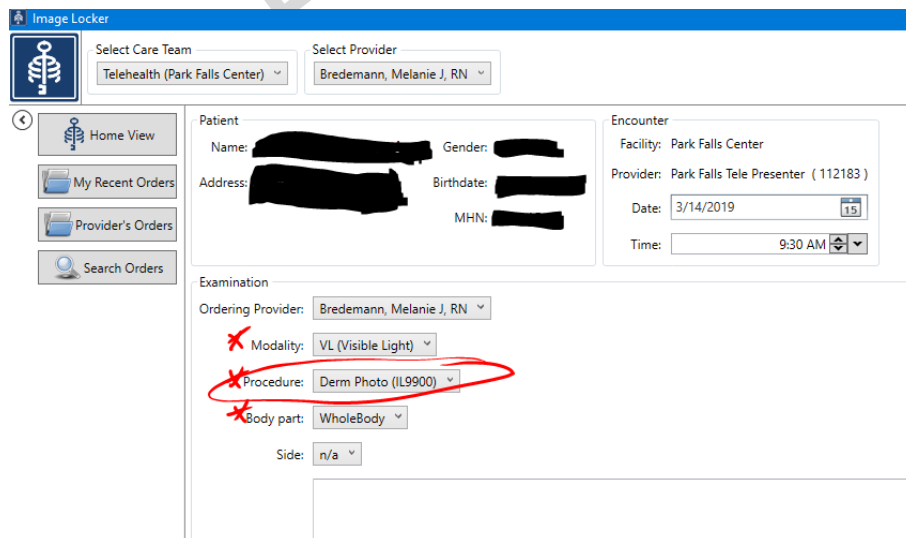 Image Locker
Select Care Team
Select Provider
Telehealth (Park Falls Center)
Bredemann, Melanie J, RN
Home View
My Recent Orders
Provider's Orders
Search Orders
Patient
Name:
Gender:
Address:
Birthdate:
MHN:
Encounter
Facility: Park Falls Center
Provider: Park Falls Tele Presenter ( 112183 )
Date: 3/14/2019 15
Time: 9:30 AM
Examination
Ordering Provider: Bredemann, Melanie J, RN
Modality: VL (Visible Light)
Procedure: Derm Photo (IL9900)
Body part: WholeBody
Side: n/a